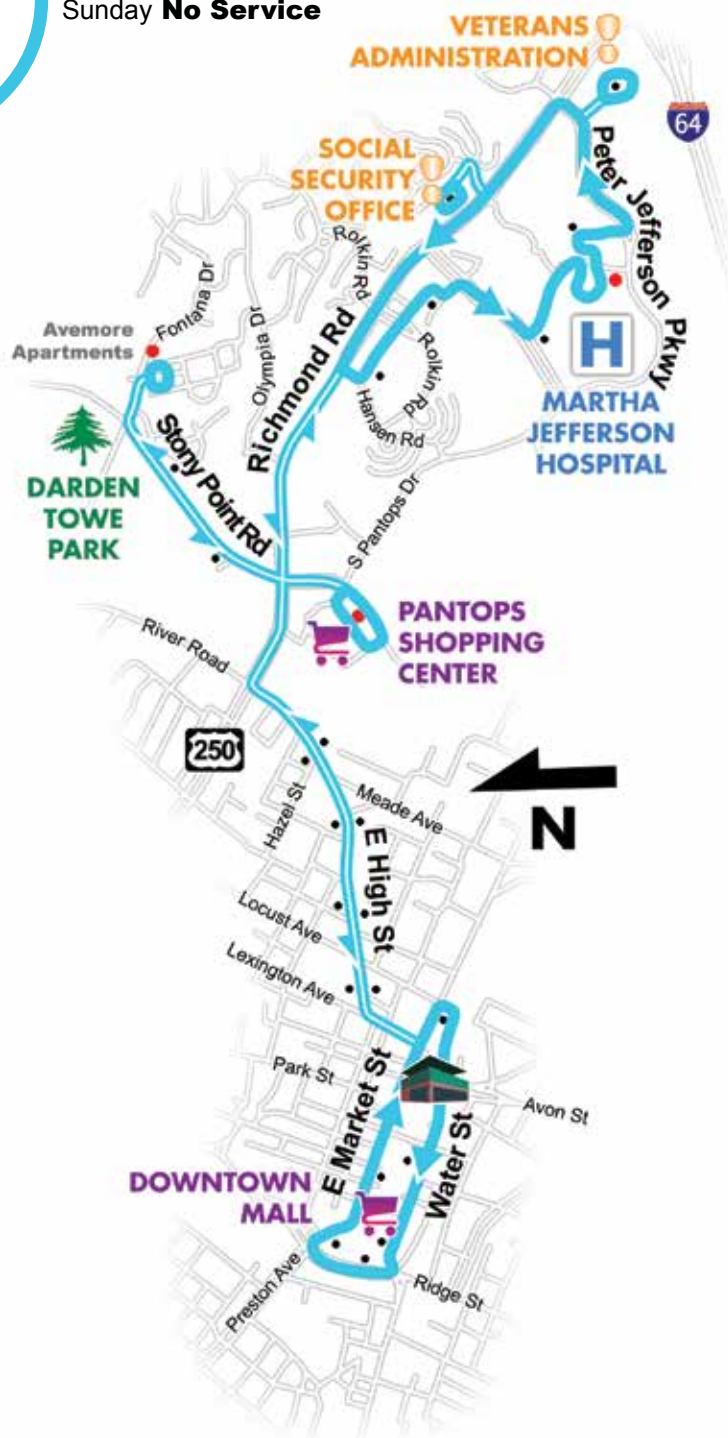 Sunday No Service
VETERANS
ADMINISTRATION
64
SOCIAL
SECURITY
OFFICE
Peter Jefferson Pkwy
Rolkin Rd
Fontana Dr
Avemore
Apartments
Olympia Dr
Richmond Rd
Rolkin Rd
Hansen Rd
H
MARTHA
JEFFERSON
HOSPITAL
Stony Point Rd
DARDEN
TOWE
PARK
S Pantops Dr
PANTOPS
SHOPPING
CENTER
River Road
250
N
Hazel St
Meade Ave
E High St
Locust Ave
Lexington Ave
Park St
E Market St
Water St
Avon St
DOWNTOWN
MALL
Preston Ave
Ridge St